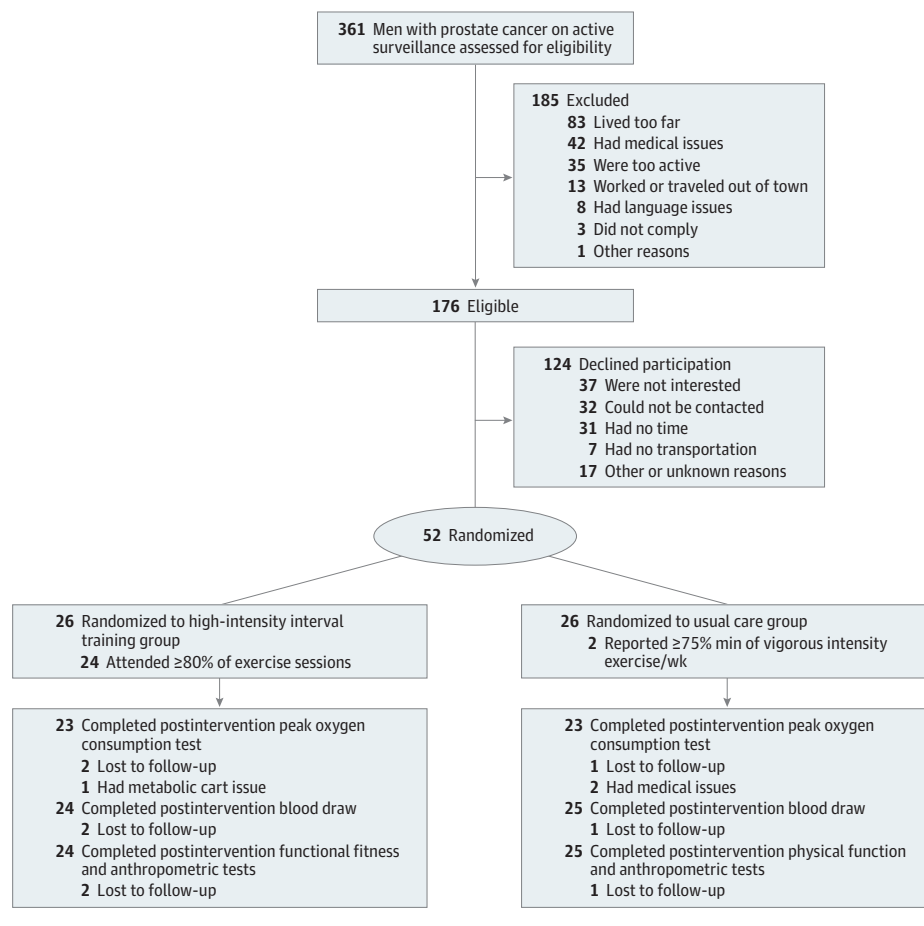 361 Men with prostate cancer on active
surveillance assessed for eligibility
185 Excluded
83 Lived too far
42 Had medical issues
35 Were too active
13 Worked or traveled out of town
8 Had language issues
3 Did not comply
1 Other reasons
176 Eligible
124 Declined participation
37 Were not interested
32 Could not be contacted
31 Had no time
7 Had no transportation
17 Other or unknown reasons
52 Randomized
26 Randomized to high-intensity interval
training group
24 Attended ≥80% of exercise sessions
26 Randomized to usual care group
2 Reported ≥75% min of vigorous intensity
exercise/wk
23 Completed postintervention peak oxygen
consumption test
2 Lost to follow-up
1 Had metabolic cart issue
24 Completed postintervention blood draw
2 Lost to follow-up
24 Completed postintervention functional fitness
and anthropometric tests
2 Lost to follow-up
23 Completed postintervention peak oxygen
consumption test
1 Lost to follow-up
2 Had medical issues
25 Completed postintervention blood draw
1 Lost to follow-up
25 Completed postintervention physical function
and anthropometric tests
1 Lost to follow-up